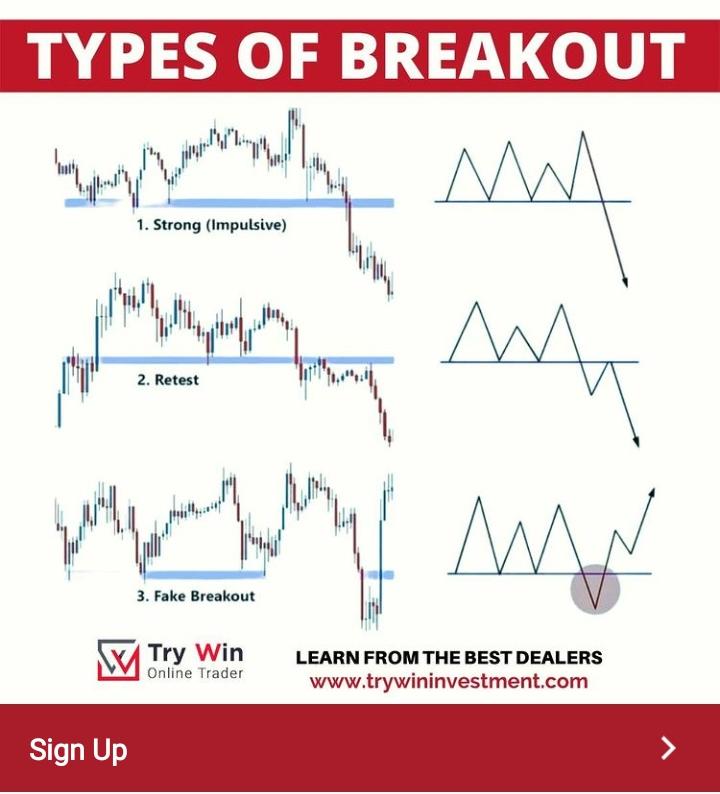 TYPES OF BREAKOUT
1. Strong (Impulsive)
2. Retest
3. Fake Breakout
Try Win
Online Trader
LEARN FROM THE BEST DEALERS
www.trywininvestment.com
Sign Up